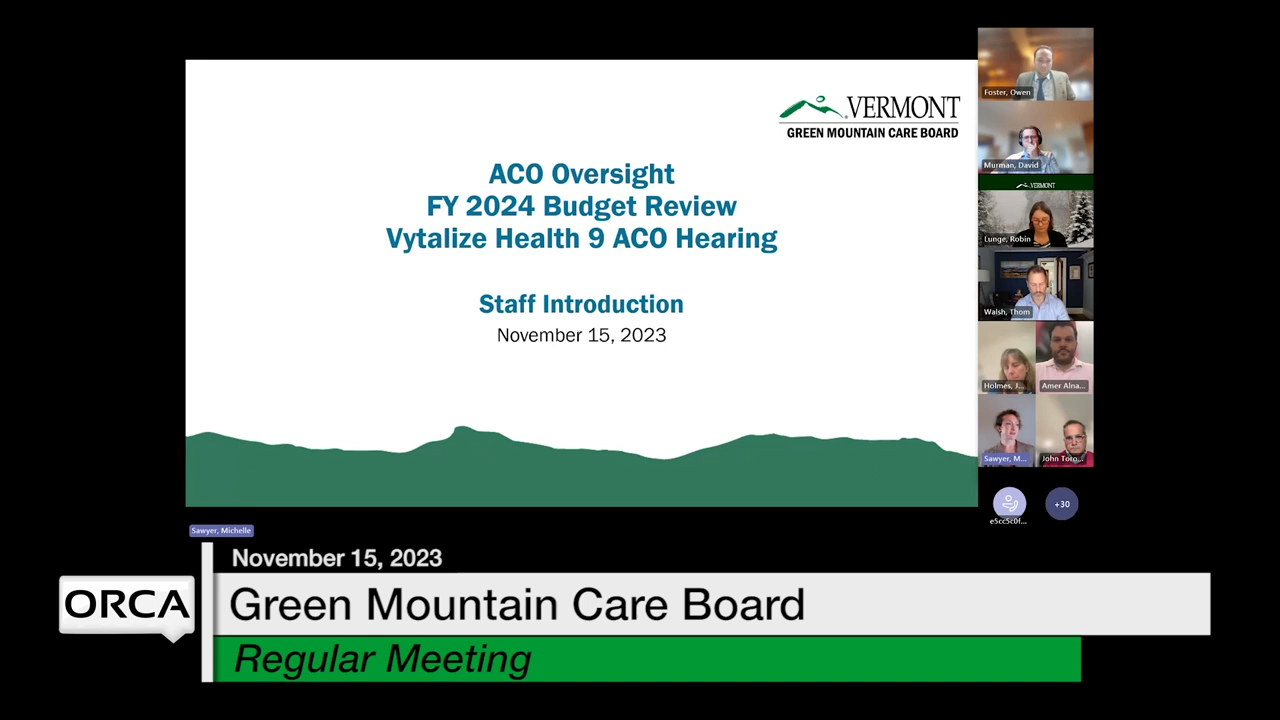 VERMONT
GREEN MOUNTAIN CARE BOARD
ACO Oversight
FY 2024 Budget Review
Vytalize Health 9 ACO Hearing
Staff Introduction
November 15, 2023
Foster, Owen
Murman, David
VERMONT
Lunge, Robin
Walsh, Thom
Holmes, J...
Amer Alna...
Sawyer, M...
John Toro...
+30
Sawyer, Michelle
November 15, 2023
ORCA
Green Mountain Care Board
Regular Meeting